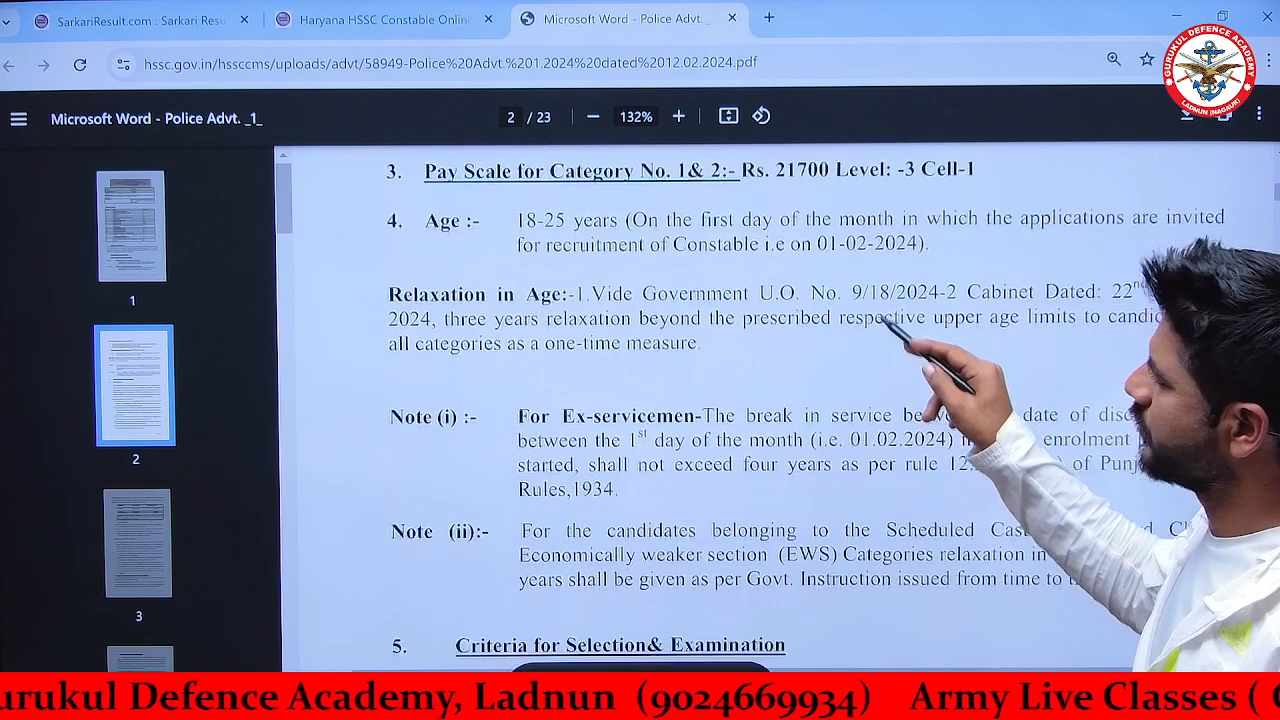 SarkariResult.com : Sarkari Resu
Haryana HSSC Constable Online
Microsoft Word - Police Advt. _
hssc.gov.in/hssccms/uploads/advt/58949-Police%20Advt.%201.2024%20dated%2012.02.2024.pdf
GURUKUL DEFENCE ACADEMY
LADNUN (NAGAUR)
Microsoft Word - Police Advt. _1_
2 / 23
132%
3. Pay Scale for Category No. 1& 2:- Rs. 21700 Level: -3 Cell-1
4. Age :- 18-25 years (On the first day of the month in which the applications are invited
for recruitment of Constable i.e on 01-02-2024).
Relaxation in Age:-1.Vide Government U.O. No. 9/18/2024-2 Cabinet Dated: 22nd
2024, three years relaxation beyond the prescribed respective upper age limits to
all categories as a one-time measure.
Note (i) :- For Ex-servicemen-The break in service date of
between the 1st day of the month (i.e. 01.02.2024) enrolment
started, shall not exceed four years as per rule of
Rules,1934.
Note (ii):- For the candidates belonging to the Scheduled
Economically weaker section (EWS) Categories relaxation in
years shall be given as per Govt. Instruction issued from time to
5. Criteria for Selection& Examination
1
2
3
urukul Defence Academy, Ladnun (9024669934) Army Live Classes (